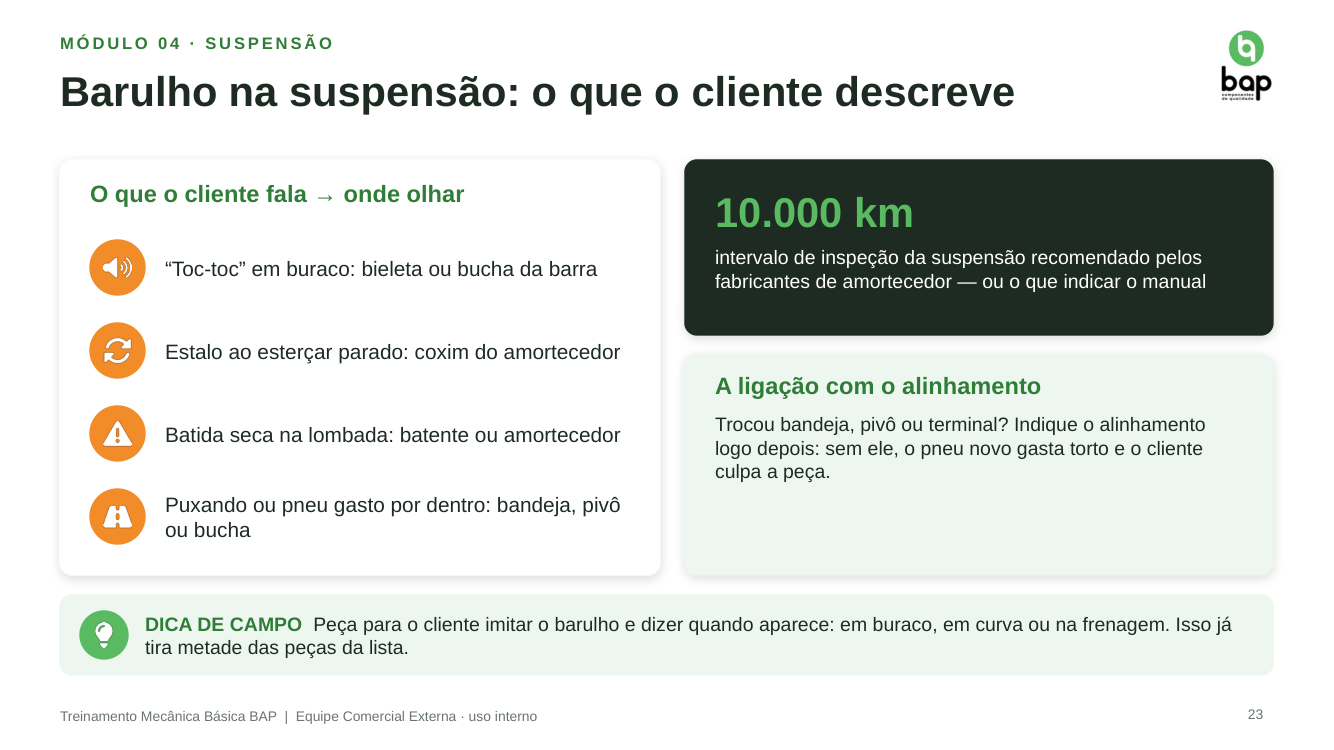 MÓDULO 04 · SUSPENSÃO
Barulho na suspensão: o que o cliente descreve
bap
componentes
de qualidade
O que o cliente fala → onde olhar
“Toc-toc” em buraco: bieleta ou bucha da barra
Estalo ao esterçar parado: coxim do amortecedor
Batida seca na lombada: batente ou amortecedor
Puxando ou pneu gasto por dentro: bandeja, pivô
ou bucha
10.000 km
intervalo de inspeção da suspensão recomendado pelos
fabricantes de amortecedor — ou o que indicar o manual
A ligação com o alinhamento
Trocou bandeja, pivô ou terminal? Indique o alinhamento
logo depois: sem ele, o pneu novo gasta torto e o cliente
culpa a peça.
DICA DE CAMPO Peça para o cliente imitar o barulho e dizer quando aparece: em buraco, em curva ou na frenagem. Isso já
tira metade das peças da lista.
Treinamento Mecânica Básica BAP | Equipe Comercial Externa · uso interno
23